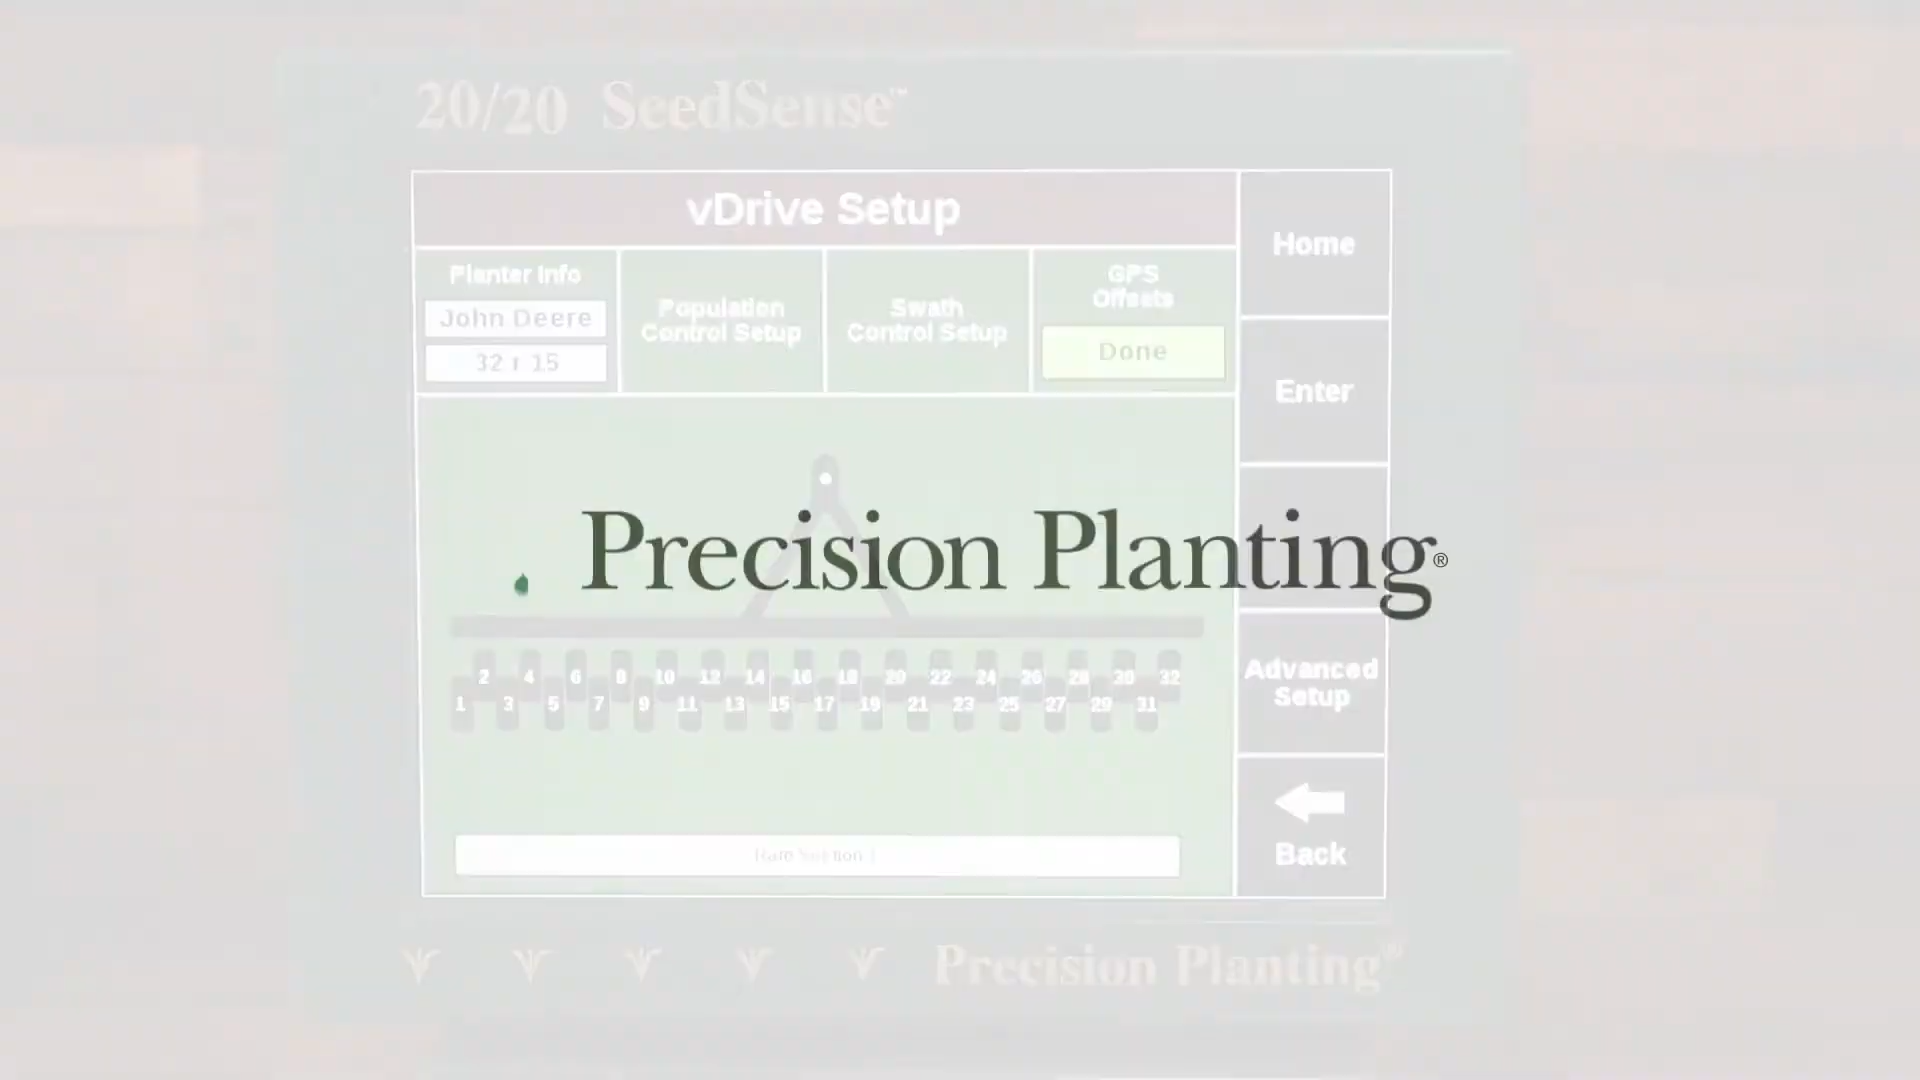 20/20 SeedSense™
vDrive Setup
Home
Planter Info
John Deere
32 r 15
Population
Control Setup
Swath
Control Setup
GPS
Offsets
Done
Enter
Precision Planting®
2 4 6 8 10 12 14 16 18 20 22 24 26 28 30 32
1 3 5 7 9 11 13 15 17 19 21 23 25 27 29 31
Advanced
Setup
Back
Precision Planting®